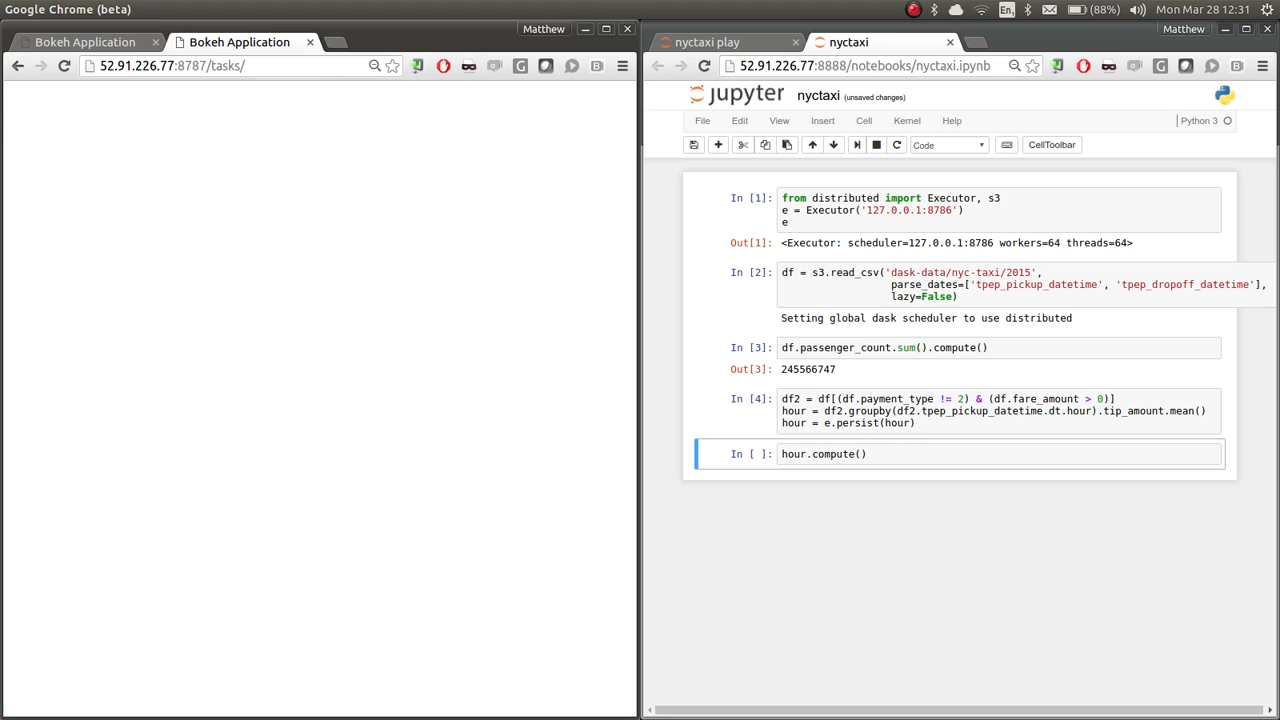 Google Chrome (beta)
En1
(88%)
Mon Mar 28 12:31
Matthew
Bokeh Application
Bokeh Application
52.91.226.77:8787/tasks/
Matthew
nyctaxi play
nyctaxi
52.91.226.77:8888/notebooks/nyctaxi.ipynb
jupyter nyctaxi (unsaved changes)
File Edit View Insert Cell Kernel Help
Python 3
Code
CellToolbar
In [1]: from distributed import Executor, s3
e = Executor('127.0.0.1:8786')
e
Out[1]: <Executor: scheduler=127.0.0.1:8786 workers=64 threads=64>
In [2]: df = s3.read_csv('dask-data/nyc-taxi/2015',
parse_dates=['tpep_pickup_datetime', 'tpep_dropoff_datetime'],
lazy=False)
Setting global dask scheduler to use distributed
In [3]: df.passenger_count.sum().compute()
Out[3]: 245566747
In [4]: df2 = df[(df.payment_type != 2) & (df.fare_amount > 0)]
hour = df2.groupby(df2.tpep_pickup_datetime.dt.hour).tip_amount.mean()
hour = e.persist(hour)
In [ ]: hour.compute()